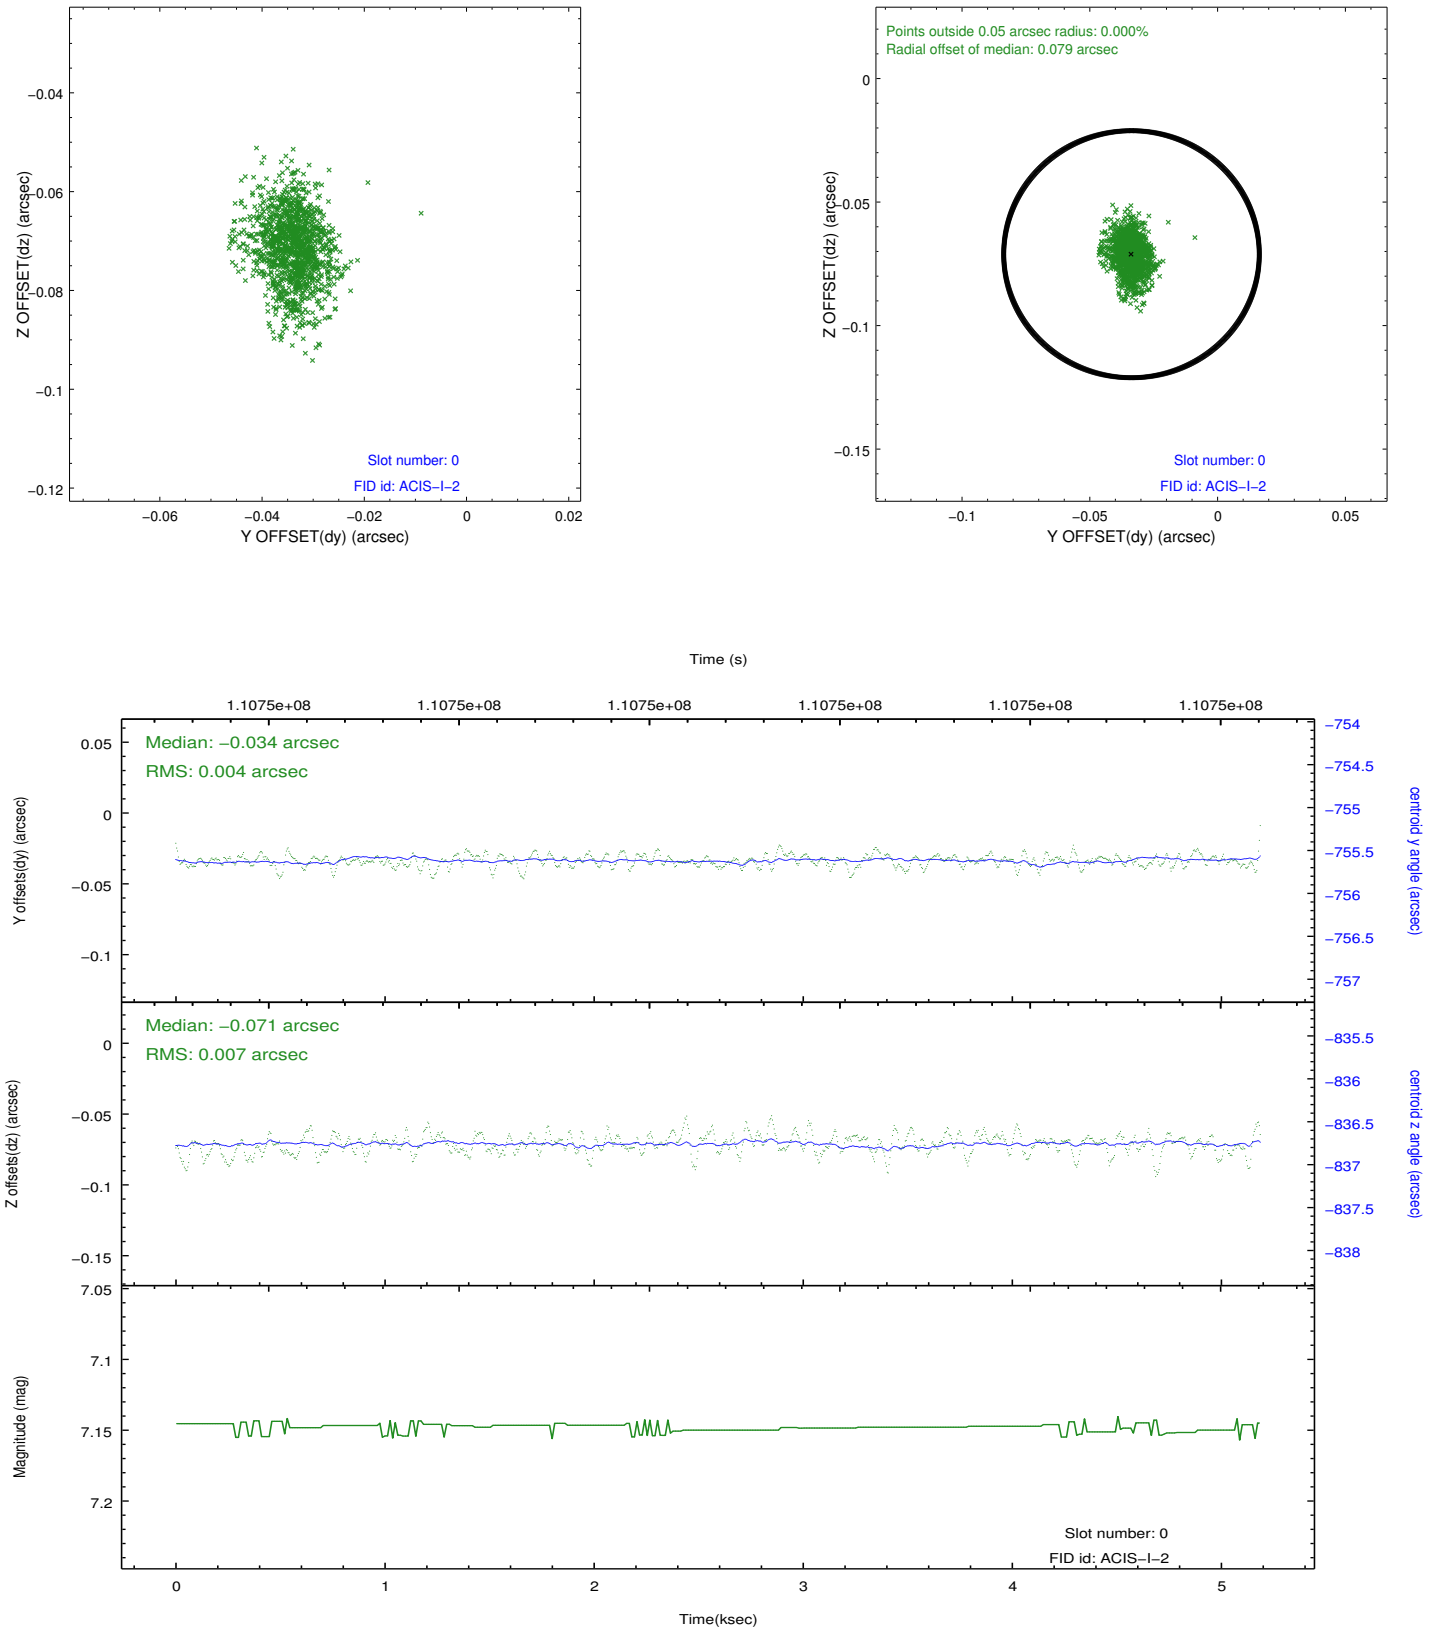 −0.04
−0.06
−0.08
−0.1
−0.12
Z OFFSET(dz) (arcsec)
Slot number: 0
FID id: ACIS−I−2
−0.06 −0.04 −0.02 0 0.02
Y OFFSET(dy) (arcsec)
Points outside 0.05 arcsec radius: 0.000%
Radial offset of median: 0.079 arcsec
0
−0.05
−0.1
−0.15
Z OFFSET(dz) (arcsec)
Slot number: 0
FID id: ACIS−I−2
−0.1 −0.05 0 0.05
Y OFFSET(dy) (arcsec)
Time (s)
1.1075e+08 1.1075e+08 1.1075e+08 1.1075e+08 1.1075e+08 1.1075e+08
Median: −0.034 arcsec
RMS: 0.004 arcsec
0.05
0
−0.05
−0.1
Y offsets(dy) (arcsec)
−754
−754.5
−755
−755.5
−756
−756.5
−757
centroid y angle (arcsec)
Median: −0.071 arcsec
RMS: 0.007 arcsec
0
−0.05
−0.1
−0.15
Z offsets(dz) (arcsec)
−835.5
−836
−836.5
−837
−837.5
−838
centroid z angle (arcsec)
7.05
7.1
7.15
7.2
Magnitude (mag)
Slot number: 0
FID id: ACIS−I−2
0 1 2 3 4 5
Time(ksec)